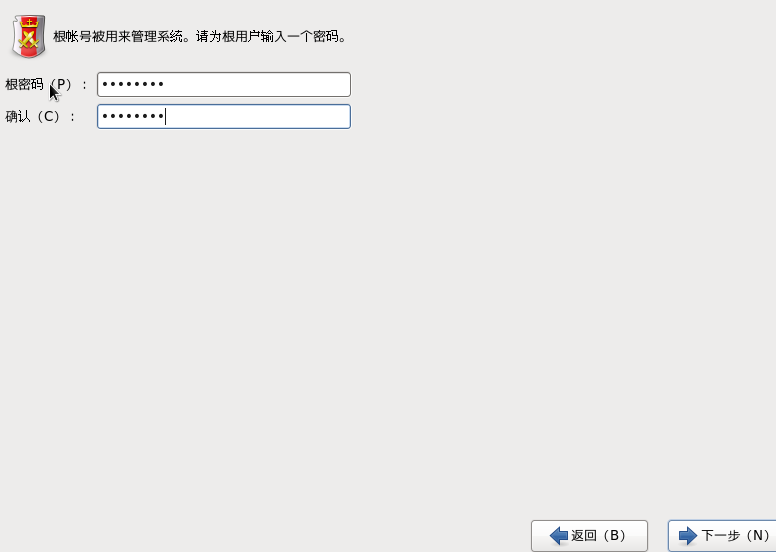 根帐号被用来管理系统。请为根用户输入一个密码。
根密码（P）： ••••••••
确认（C）： ••••••••
返回（B） 下一步（N）